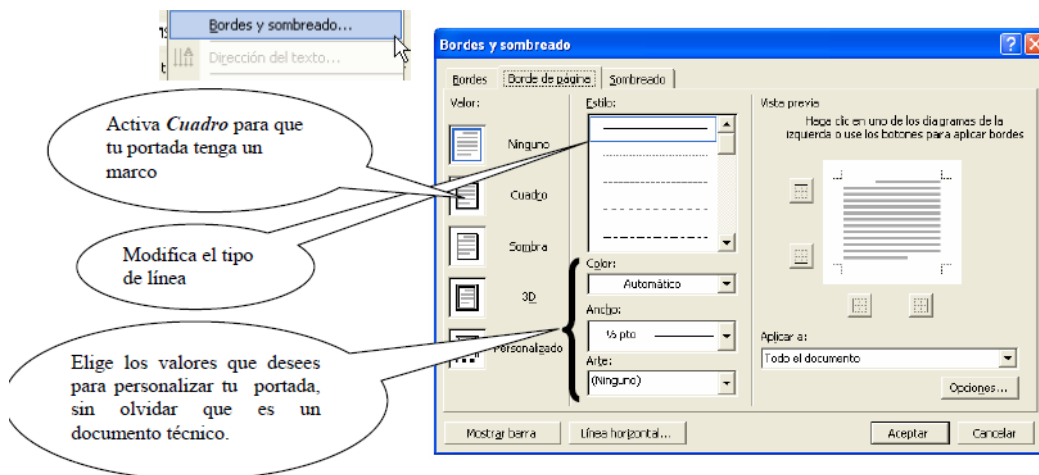 Bordes y sombreado...
Dirección del texto...
Bordes y sombreado
Bordes
Borde de página
Sombreado
Valor:
Ninguno
Cuadro
Sombra
3D
Personalizado
Estilo:
Color:
Automático
Ancho:
½ pto
Arte:
(Ninguno)
Vista previa
Haga clic en uno de los diagramas de la
izquierda o use los botones para aplicar bordes
Aplicar a:
Todo el documento
Opciones...
Mostrar barra
Línea horizontal...
Aceptar
Cancelar
Activa Cuadro para que
tu portada tenga un
marco
Modifica el tipo
de línea
Elige los valores que desees
para personalizar tu portada,
sin olvidar que es un
documento técnico.